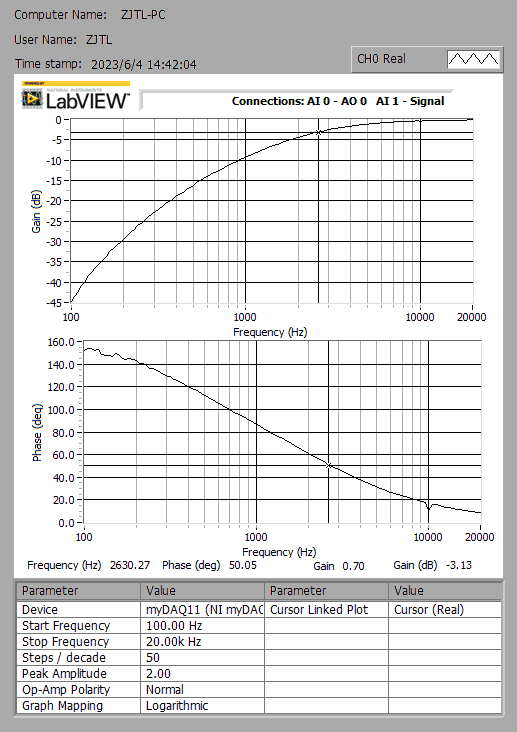 Computer Name: ZJTL-PC
User Name: ZJTL
Time stamp: 2023/6/4 14:42:04
CH0 Real
POWERED BY
NATIONAL INSTRUMENTS
LabVIEW™
Connections: AI 0 - AO 0 AI 1 - Signal
Gain (dB)
0
-5
-10
-15
-20
-25
-30
-35
-40
-45
100 1000 10000 20000
Frequency (Hz)
Phase (deg)
160.0
140.0
120.0
100.0
80.0
60.0
40.0
20.0
0.0
100 1000 10000 20000
Frequency (Hz)
Frequency (Hz) 2630.27 Phase (deg) 50.05 Gain 0.70 Gain (dB) -3.13
Parameter Value Parameter Value
Device myDAQ11 (NI myDAC Cursor Linked Plot Cursor (Real)
Start Frequency 100.00 Hz
Stop Frequency 20.00k Hz
Steps / decade 50
Peak Amplitude 2.00
Op-Amp Polarity Normal
Graph Mapping Logarithmic